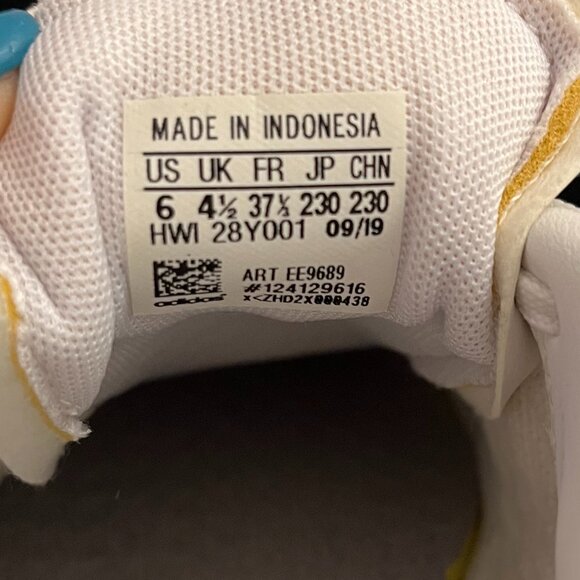 MADE IN INDONESIA
US UK FR JP CHN
6 4½ 37⅓ 230 230
HWI 28Y001 09/19
ART EE9689
#124129616
adidas x<ZHD2X000438